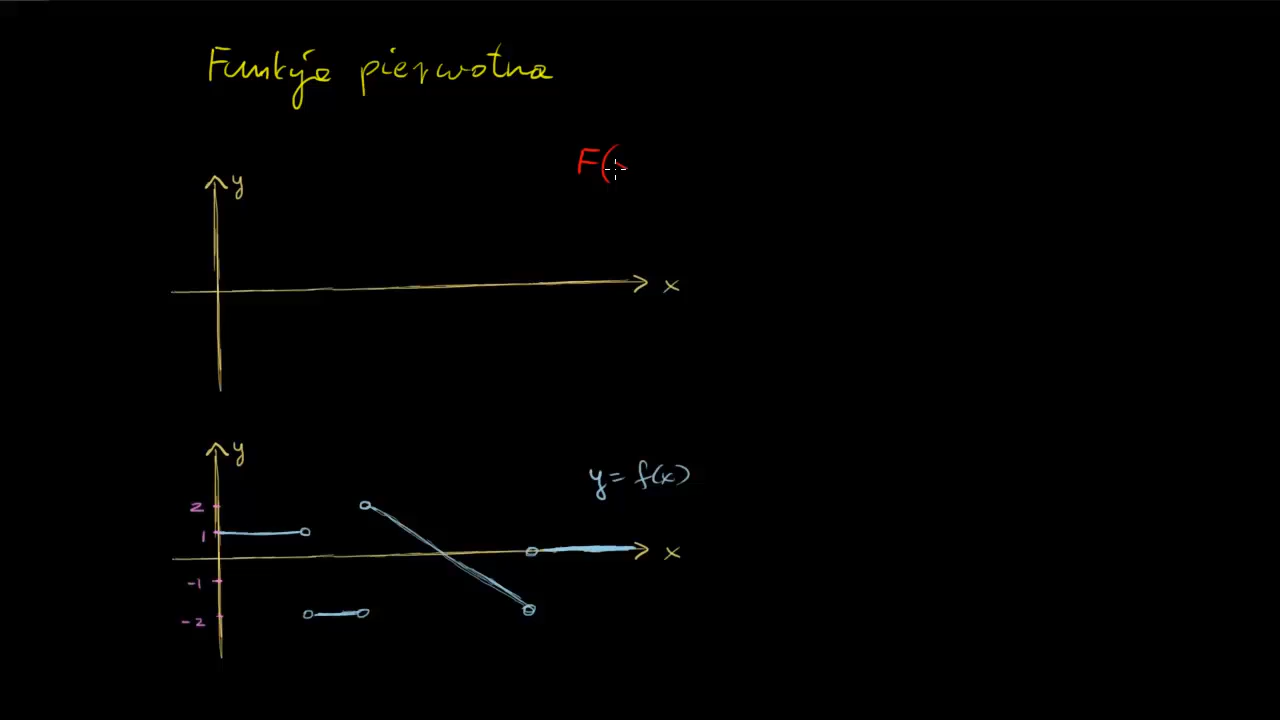 Funkcja pierwotna
F(
y
x
y
y = f(x)
2
1
x
-1
-2